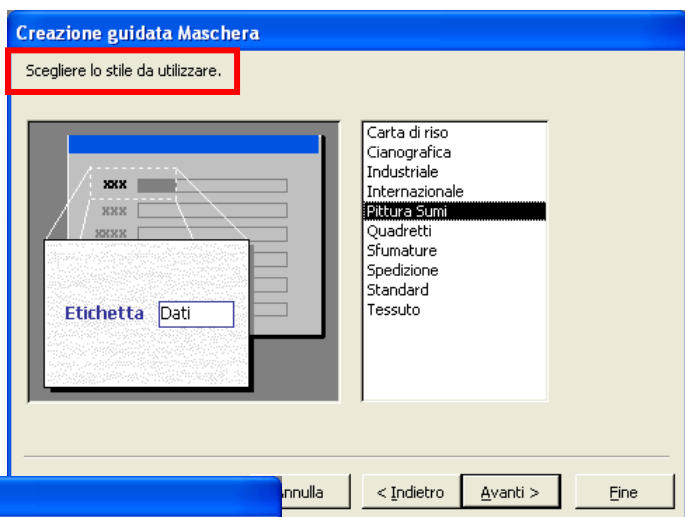 Creazione guidata Maschera
Scegliere lo stile da utilizzare.
xxx
xxx
xxxx
Etichetta Dati
Carta di riso
Cianografica
Industriale
Internazionale
Pittura Sumi
Quadretti
Sfumature
Spedizione
Standard
Tessuto
< Indietro Avanti > Fine